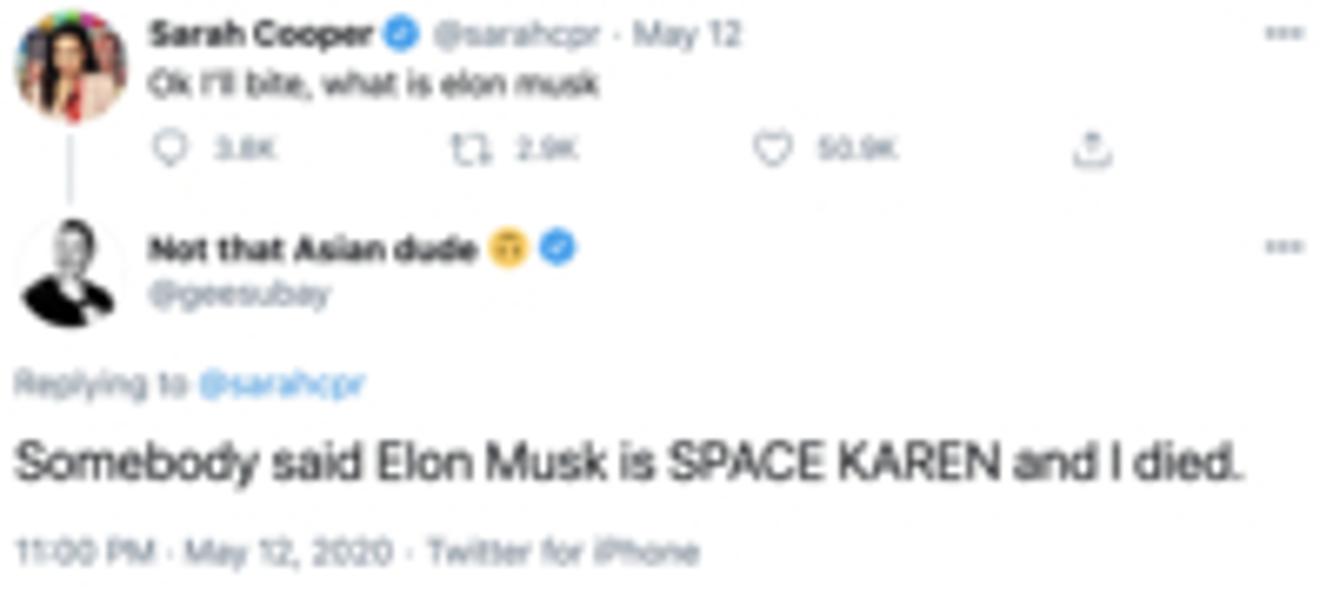 Sarah Cooper @sarahcpr · May 12
Ok I'll bite, what is elon musk
3.8K 2.9K 50.9K
Not that Asian dude 🙃
@geesubay
Replying to @sarahcpr
Somebody said Elon Musk is SPACE KAREN and I died.
11:00 PM · May 12, 2020 · Twitter for iPhone